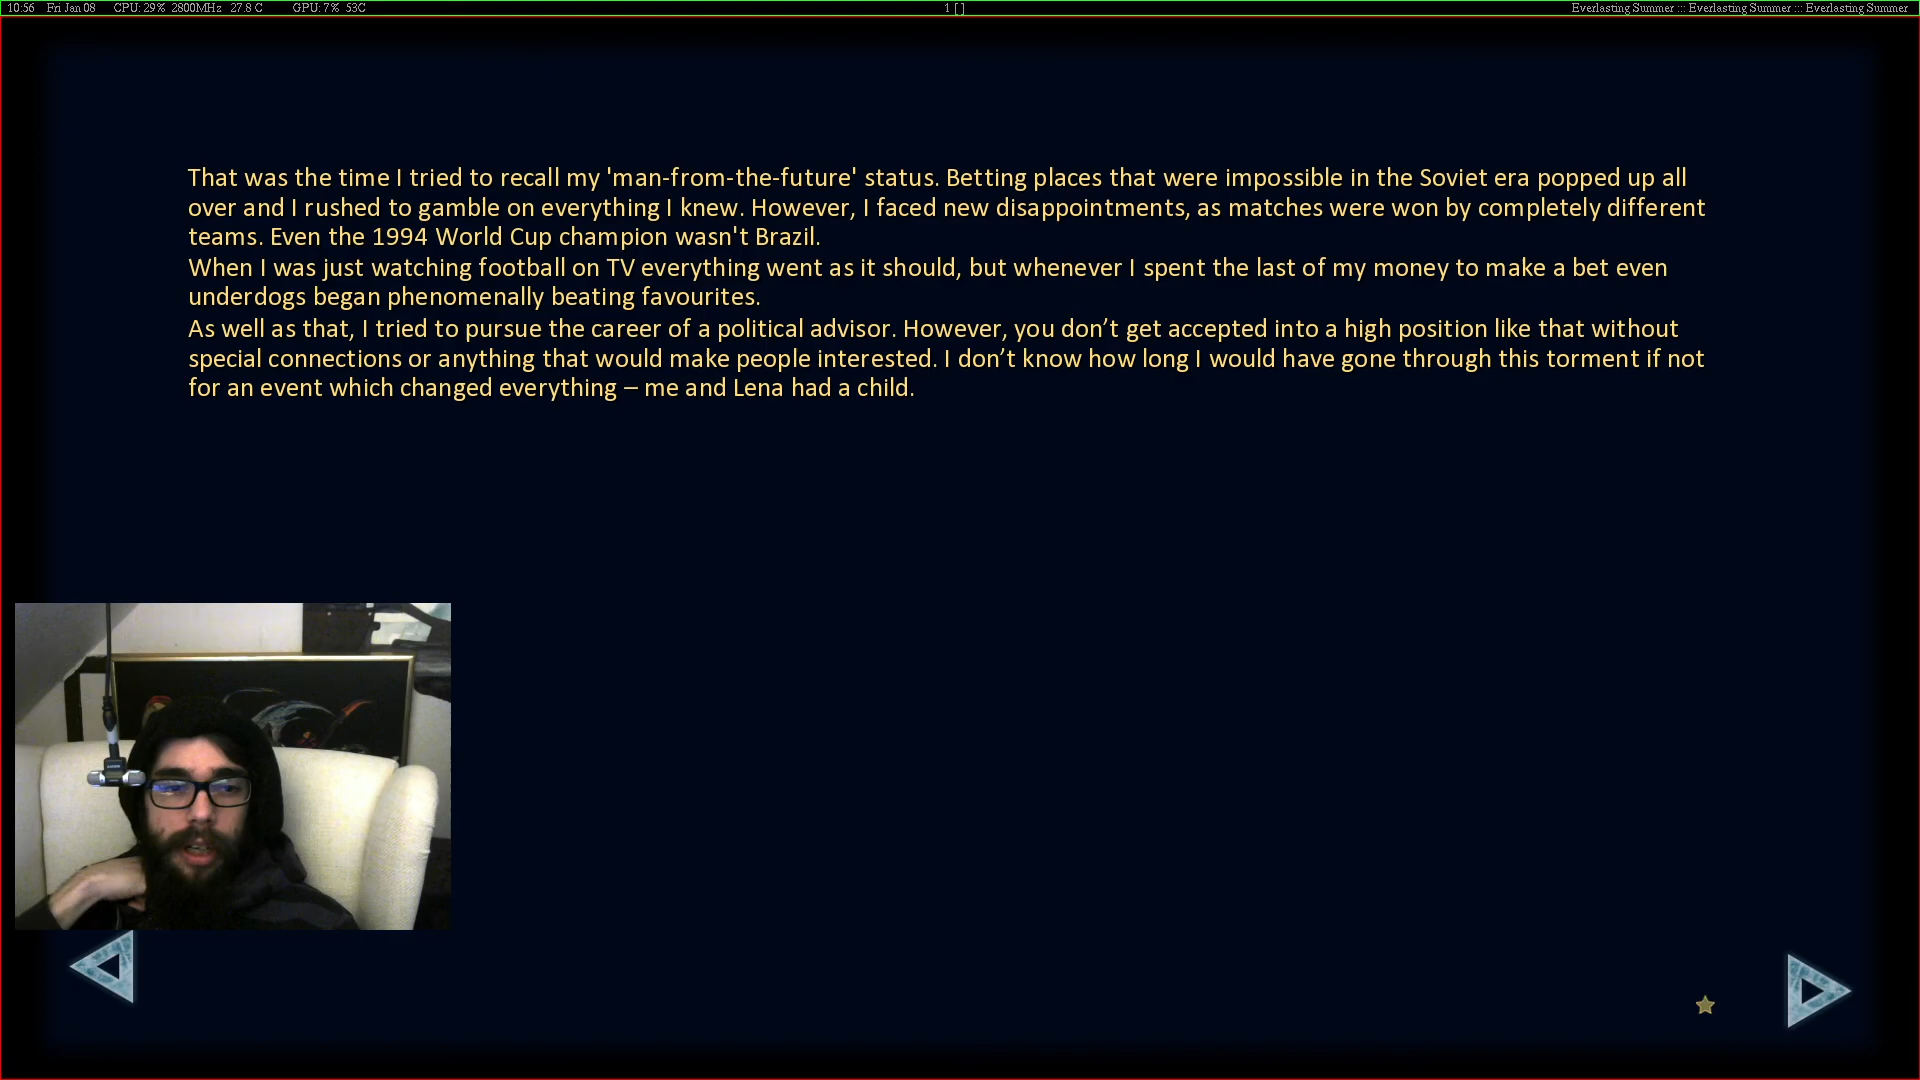 10:56 Fri Jan 08 CPU: 29% 2800MHz 27.8 C GPU: 7% 53C 1 [ ] Everlasting Summer ::: Everlasting Summer ::: Everlasting Summer
That was the time I tried to recall my 'man-from-the-future' status. Betting places that were impossible in the Soviet era popped up all
over and I rushed to gamble on everything I knew. However, I faced new disappointments, as matches were won by completely different
teams. Even the 1994 World Cup champion wasn't Brazil.
When I was just watching football on TV everything went as it should, but whenever I spent the last of my money to make a bet even
underdogs began phenomenally beating favourites.
As well as that, I tried to pursue the career of a political advisor. However, you don’t get accepted into a high position like that without
special connections or anything that would make people interested. I don’t know how long I would have gone through this torment if not
for an event which changed everything – me and Lena had a child.